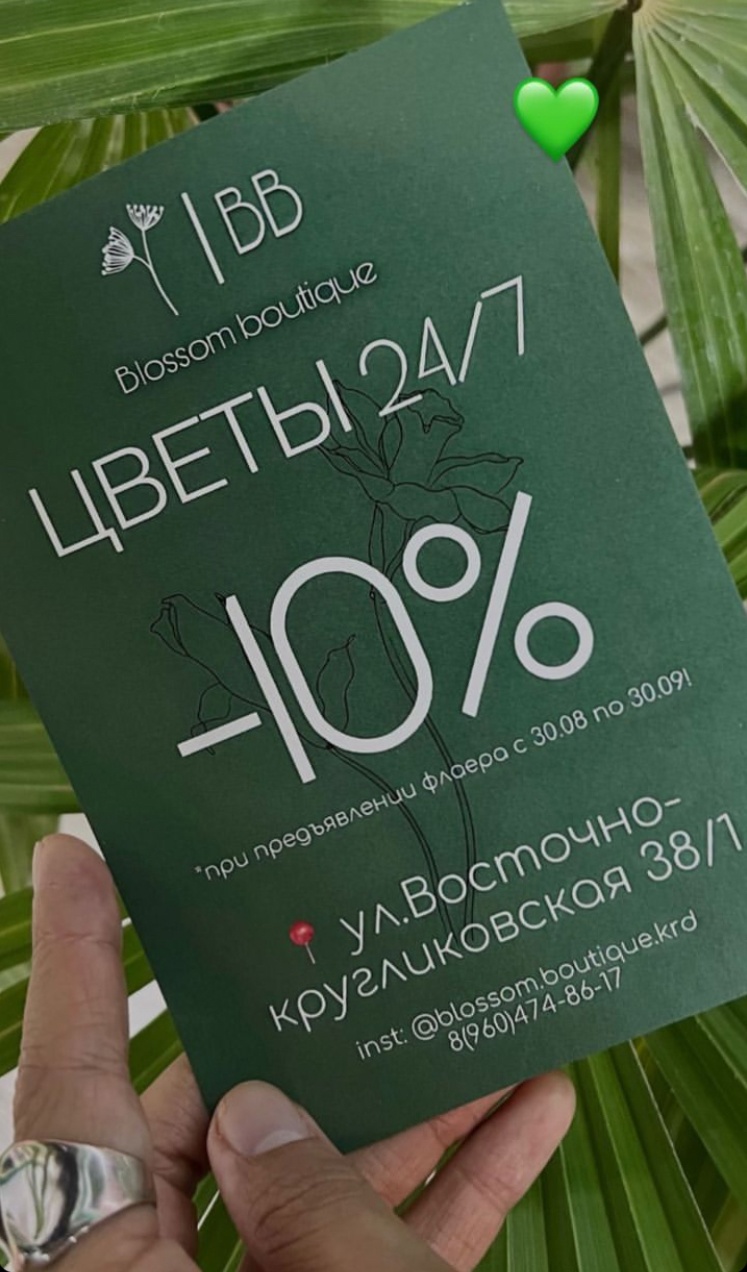 BB
Blossom boutique
ЦВЕТЫ 24/7
-10%
*при предъявлении флаера с 30.08 по 30.09!
ул.Восточно-
кругликовская 38/1
inst: @blossom.boutique.krd
8(960)474-86-17